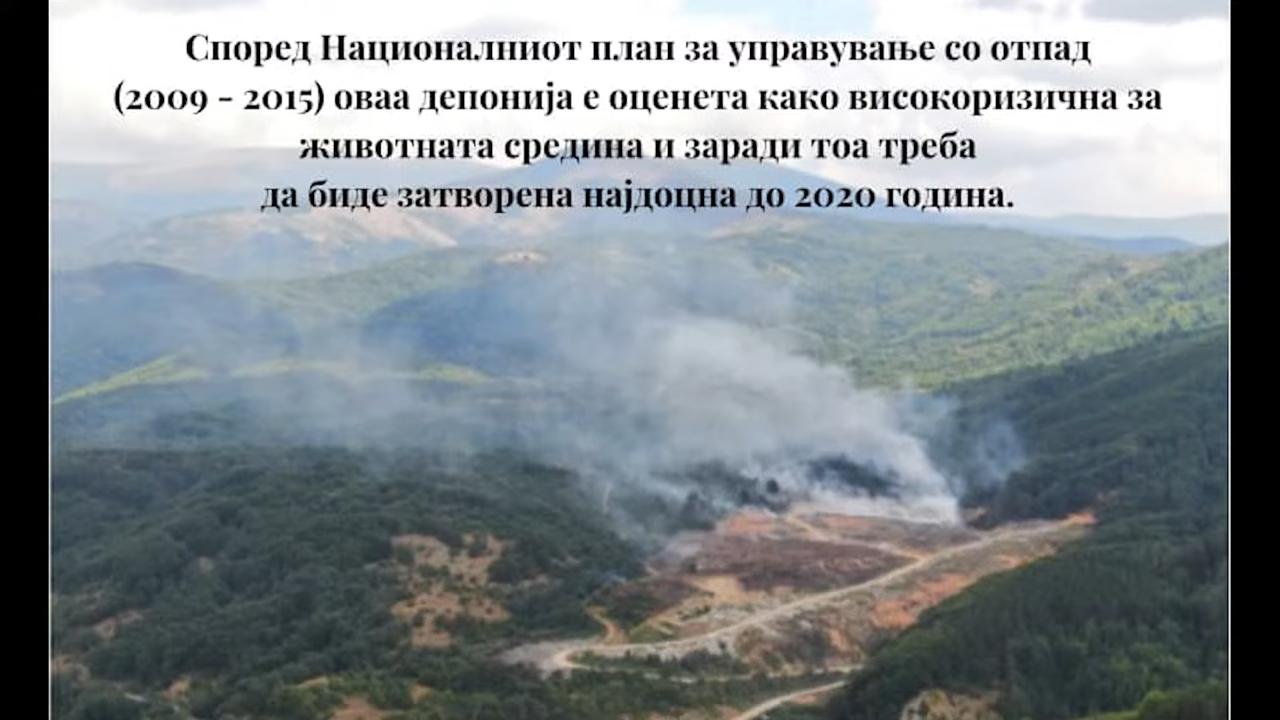 Според Националниот план за управување со отпад
(2009 - 2015) оваа депонија е оценета како високоризична за
животната средина и заради тоа треба
да биде затворена најдоцна до 2020 година.